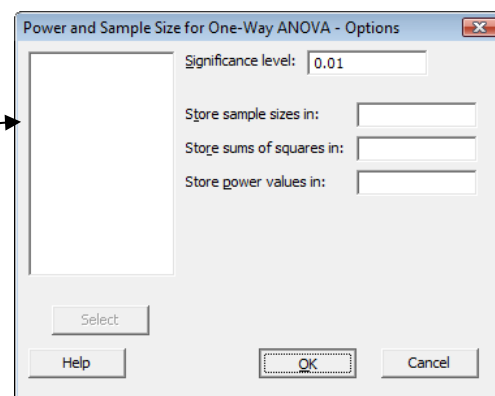 Power and Sample Size for One-Way ANOVA - Options
Significance level: 0.01
Store sample sizes in:
Store sums of squares in:
Store power values in:
Select
Help OK Cancel